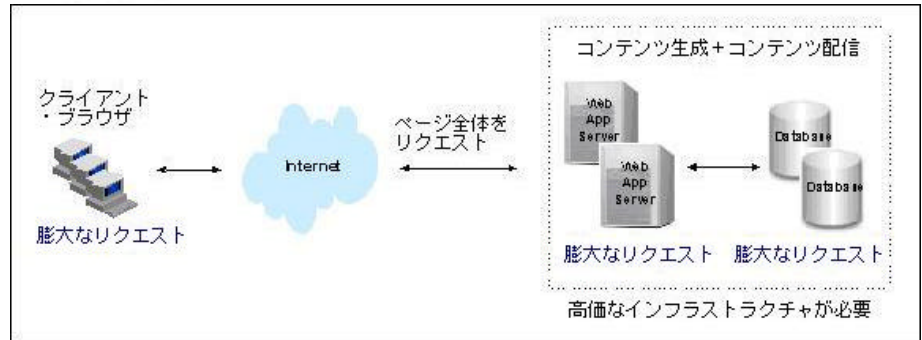 コンテンツ生成+コンテンツ配信
クライアント
・ブラウザ
ページ全体を
リクエスト
Internet
Web
App
Server
Web
App
Server
Database
Database
膨大なリクエスト
膨大なリクエスト
膨大なリクエスト
高価なインフラストラクチャが必要